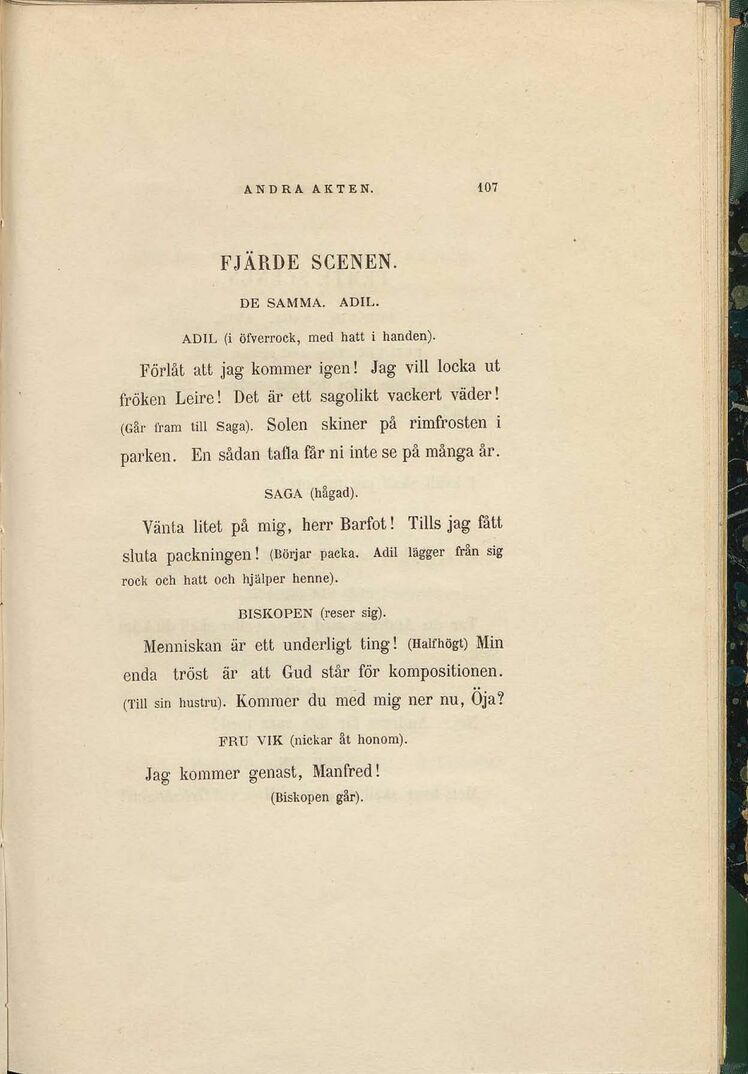 ANDRA AKTEN. 107
FJÄRDE SCENEN.
DE SAMMA. ADIL.
ADIL (i öfverrock, med hatt i handen).
Förlåt att jag kommer igen! Jag vill locka ut
fröken Leire! Det är ett sagolikt vackert väder!
(Går fram till Saga). Solen skiner på rimfrosten i
parken. En sådan tafla får ni inte se på många år.
SAGA (hågad).
Vänta litet på mig, herr Barfot! Tills jag fått
sluta packningen! (Börjar packa. Adil lägger från sig
rock och hatt och hjälper henne).
BISKOPEN (reser sig).
Menniskan är ett underligt ting! (Halfhögt) Min
enda tröst är att Gud står för kompositionen.
(Till sin hustru). Kommer du med mig ner nu, Öja?
FRU VIK (nickar åt honom).
Jag kommer genast, Manfred!
(Biskopen går).